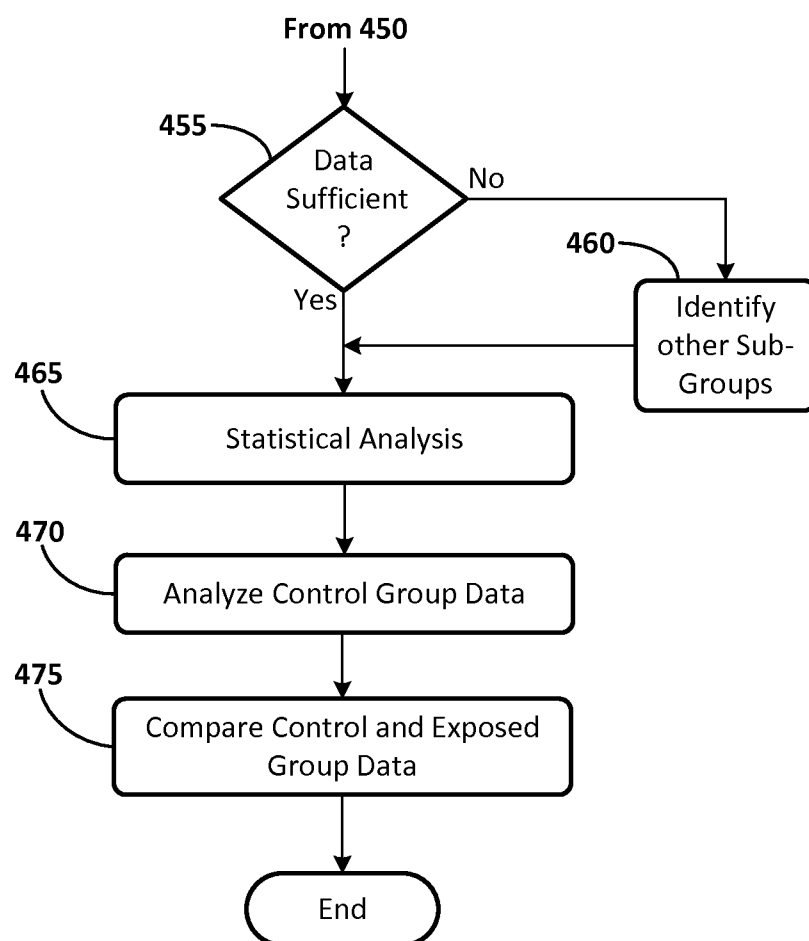 From 450
455
Data
Sufficient
?
No
460
Yes
Identify
other Sub-
Groups
465
Statistical Analysis
470
Analyze Control Group Data
475
Compare Control and Exposed
Group Data
End